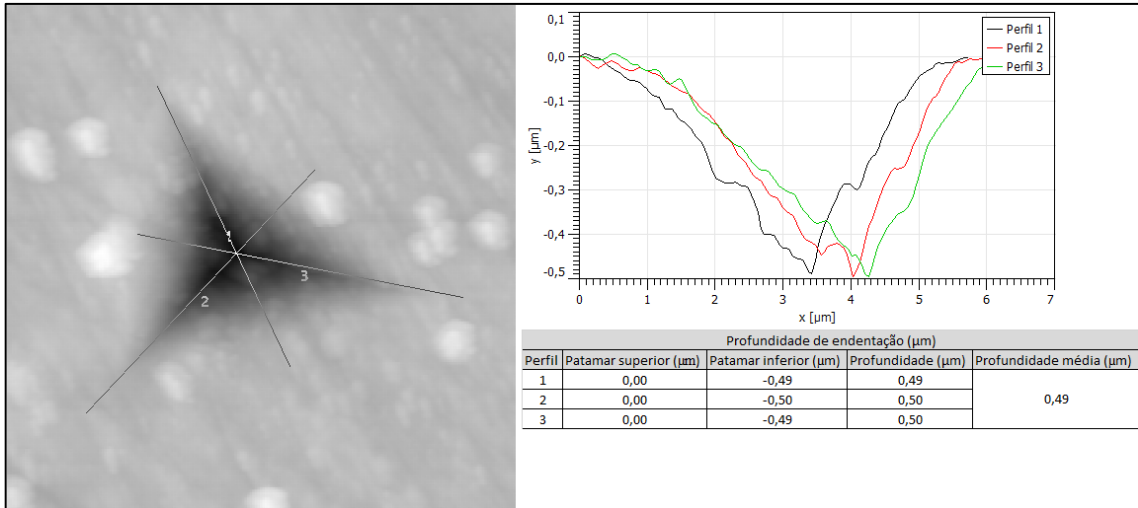 1
2
3
0,1
0,0
-0,1
-0,2
-0,3
-0,4
-0,5
y [µm]
0 1 2 3 4 5 6 7
x [µm]
Perfil 1
Perfil 2
Perfil 3
Profundidade de endentação (µm)
Perfil Patamar superior (µm) Patamar inferior (µm) Profundidade (µm) Profundidade média (µm)
1 0,00 -0,49 0,49
2 0,00 -0,50 0,50 0,49
3 0,00 -0,49 0,50